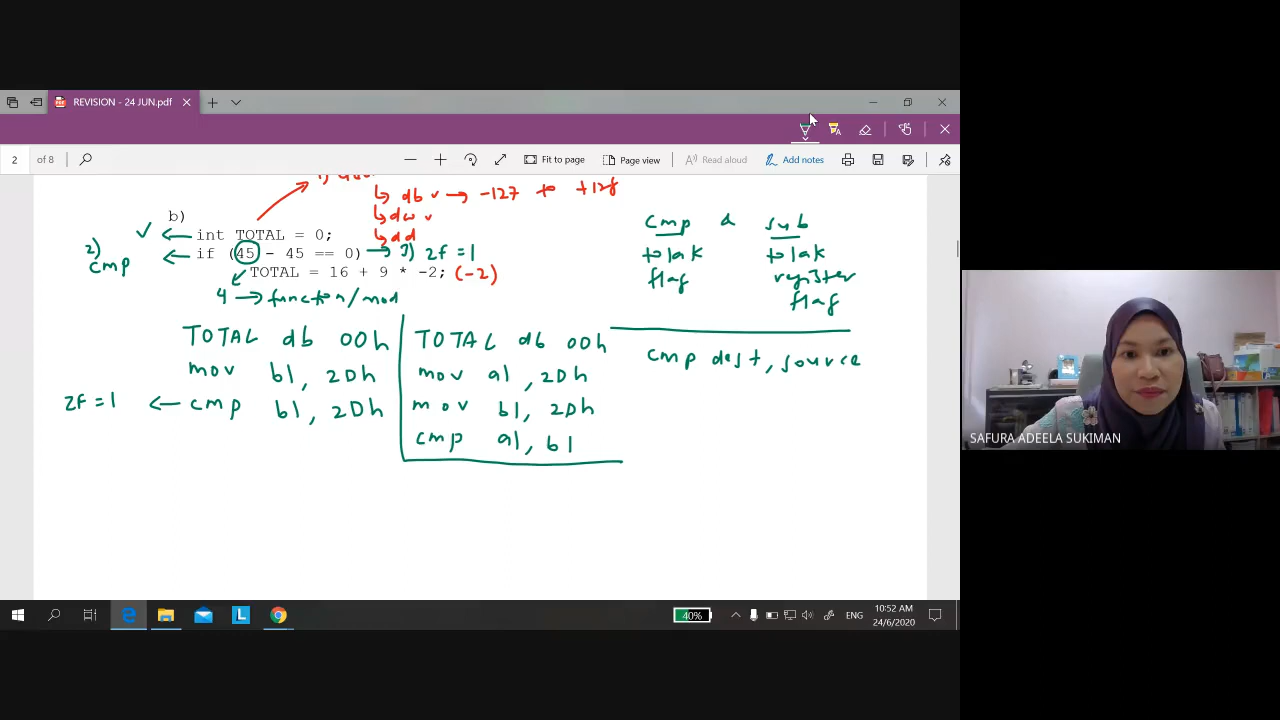 REVISION - 24 JUN.pdf
2 of 8
Fit to page
Page view
Read aloud
Add notes
db v → -127 to +128
dw v
dd
b)
int TOTAL = 0;
2) cmp
if (45 - 45 == 0) → 3) ZF = 1
TOTAL = 16 + 9 * -2; (-2)
4 → function/mod
cmp & sub
tolak tolak
flag register
flag
TOTAL db 00h
mov bl, 2Dh
ZF = 1 ← cmp bl, 2Dh
TOTAL db 00h
mov al, 2Dh
mov bl, 2Dh
cmp al, bl
cmp dest, source
SAFURA ADEELA SUKIMAN
40%
ENG
10:52 AM
24/6/2020